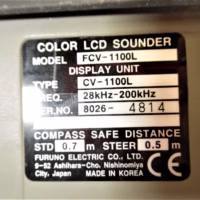 COLOR LCD SOUNDER
MODEL FCV-1100L
DISPLAY UNIT
TYPE CV-1100L
FREQ. 28kHz-200kHz
SER.NO. 8026-4814
COMPASS SAFE DISTANCE
STD 0.7 m STEER 0.5 m
FURUNO ELECTRIC CO., LTD.
9-52 Ashihara-Cho, Nishinomiya
City, Japan MADE IN KOREA
CE